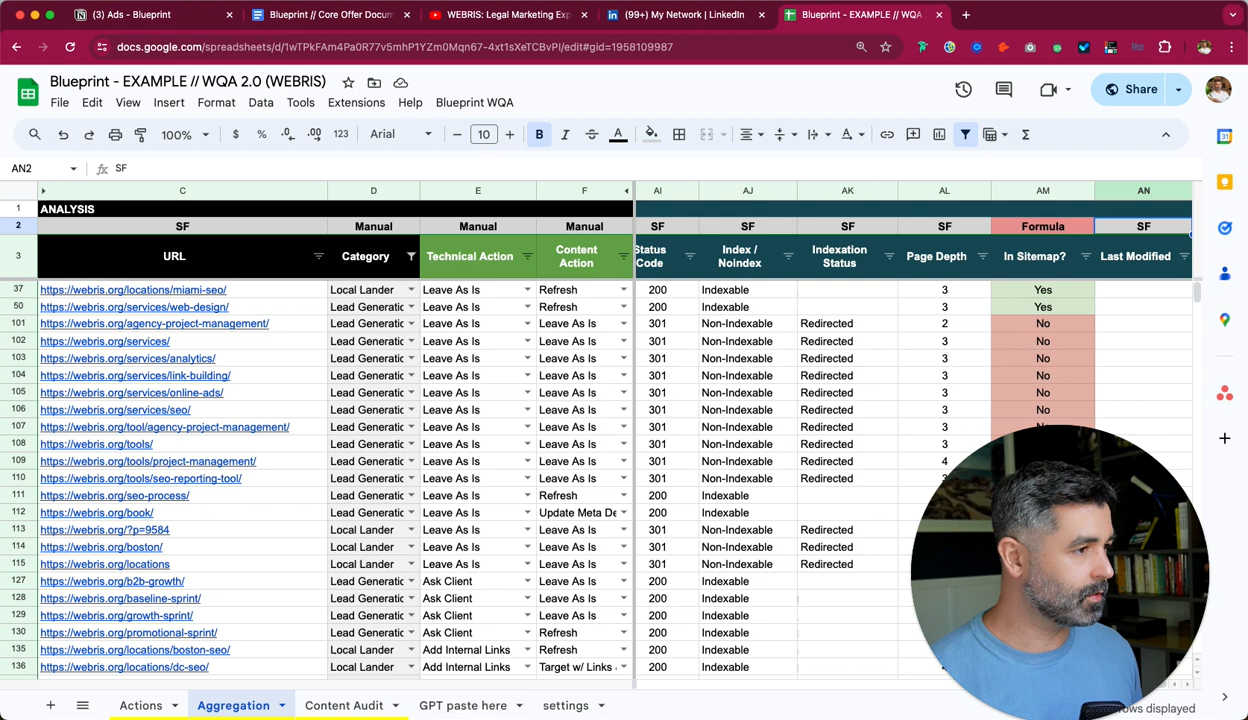 (3) Ads - Blueprint
Blueprint // Core Offer Docum
WEBRIS: Legal Marketing Exp
(99+) My Network | LinkedIn
Blueprint - EXAMPLE // WQA
docs.google.com/spreadsheets/d/1wTPkFAm4Pa0R77v5mhP1YZm0Mqn67-4xt1sXeTCBvPI/edit#gid=1958109987
Blueprint - EXAMPLE // WQA 2.0 (WEBRIS)
File Edit View Insert Format Data Tools Extensions Help Blueprint WQA
Share
100% $ % .0 .00 123 Arial 10 B I A
AN2 fx SF
C D E F AI AJ AK AL AM AN
1 ANALYSIS
2 SF Manual Manual Manual SF SF SF SF Formula SF
3 URL Category Technical Action Content Action Status Code Index / Noindex Indexation Status Page Depth In Sitemap? Last Modified
37 https://webris.org/locations/miami-seo/ Local Lander Leave As Is Refresh 200 Indexable 3 Yes
50 https://webris.org/services/web-design/ Lead Generatic Leave As Is Refresh 200 Indexable 3 Yes
101 https://webris.org/agency-project-management/ Lead Generatic Leave As Is Leave As Is 301 Non-Indexable Redirected 2 No
102 https://webris.org/services/ Lead Generatic Leave As Is Leave As Is 301 Non-Indexable Redirected 3 No
103 https://webris.org/services/analytics/ Lead Generatic Leave As Is Leave As Is 301 Non-Indexable Redirected 3 No
104 https://webris.org/services/link-building/ Lead Generatic Leave As Is Leave As Is 301 Non-Indexable Redirected 3 No
105 https://webris.org/services/online-ads/ Lead Generatic Leave As Is Leave As Is 301 Non-Indexable Redirected 3 No
106 https://webris.org/services/seo/ Lead Generatic Leave As Is Leave As Is 301 Non-Indexable Redirected 3 No
107 https://webris.org/tool/agency-project-management/ Lead Generatic Leave As Is Leave As Is 301 Non-Indexable Redirected 3
108 https://webris.org/tools/ Lead Generatic Leave As Is Leave As Is 301 Non-Indexable Redirected 3
109 https://webris.org/tools/project-management/ Lead Generatic Leave As Is Leave As Is 301 Non-Indexable Redirected 4
110 https://webris.org/tools/seo-reporting-tool/ Lead Generatic Leave As Is Leave As Is 301 Non-Indexable Redirected
111 https://webris.org/seo-process/ Lead Generatic Leave As Is Refresh 200 Indexable
112 https://webris.org/book/ Lead Generatic Leave As Is Update Meta De 200 Indexable
113 https://webris.org/?p=9584 Local Lander Leave As Is Leave As Is 301 Non-Indexable Redirected
114 https://webris.org/boston/ Local Lander Leave As Is Leave As Is 301 Non-Indexable Redirected
115 https://webris.org/locations Local Lander Leave As Is Leave As Is 301 Non-Indexable Redirected
127 https://webris.org/b2b-growth/ Lead Generatic Ask Client Leave As Is 200 Indexable
128 https://webris.org/baseline-sprint/ Lead Generatic Ask Client Leave As Is 200 Indexable
129 https://webris.org/growth-sprint/ Lead Generatic Ask Client Leave As Is 200 Indexable
130 https://webris.org/promotional-sprint/ Lead Generatic Ask Client Refresh 200 Indexable
135 https://webris.org/locations/boston-seo/ Local Lander Add Internal Links Refresh 200 Indexable
136 https://webris.org/locations/dc-seo/ Local Lander Add Internal Links Target w/ Links 200 Indexable
Actions Aggregation Content Audit GPT paste here settings
rows displayed